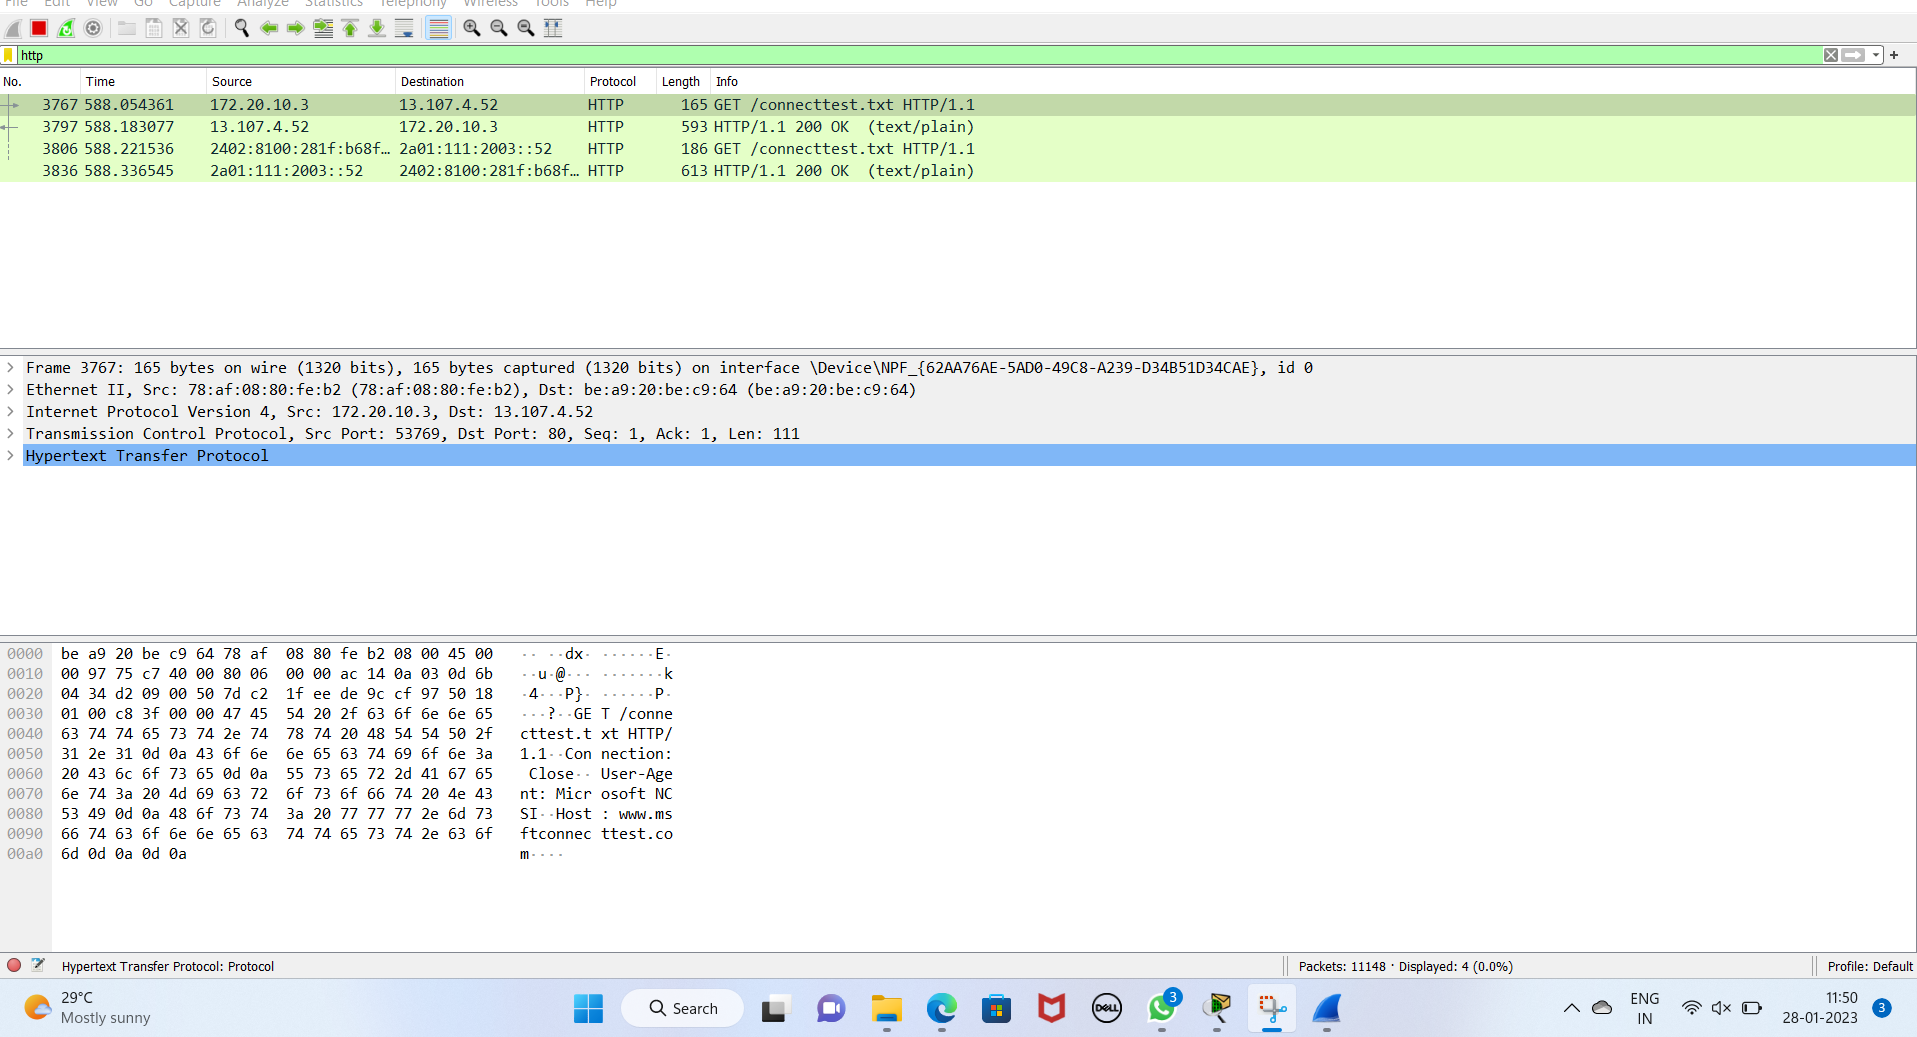 File Edit View Go Capture Analyze Statistics Telephony Wireless Tools Help
http
No. Time Source Destination Protocol Length Info
3767 588.054361 172.20.10.3 13.107.4.52 HTTP 165 GET /connecttest.txt HTTP/1.1
3797 588.183077 13.107.4.52 172.20.10.3 HTTP 593 HTTP/1.1 200 OK (text/plain)
3806 588.221536 2402:8100:281f:b68f… 2a01:111:2003::52 HTTP 186 GET /connecttest.txt HTTP/1.1
3836 588.336545 2a01:111:2003::52 2402:8100:281f:b68f… HTTP 613 HTTP/1.1 200 OK (text/plain)
Frame 3767: 165 bytes on wire (1320 bits), 165 bytes captured (1320 bits) on interface \Device\NPF_{62AA76AE-5AD0-49C8-A239-D34B51D34CAE}, id 0
Ethernet II, Src: 78:af:08:80:fe:b2 (78:af:08:80:fe:b2), Dst: be:a9:20:be:c9:64 (be:a9:20:be:c9:64)
Internet Protocol Version 4, Src: 172.20.10.3, Dst: 13.107.4.52
Transmission Control Protocol, Src Port: 53769, Dst Port: 80, Seq: 1, Ack: 1, Len: 111
Hypertext Transfer Protocol
0000 be a9 20 be c9 64 78 af 08 80 fe b2 08 00 45 00 ·· ··dx· ······E·
0010 00 97 75 c7 40 00 80 06 00 00 ac 14 0a 03 0d 6b ··u·@··· ·······k
0020 04 34 d2 09 00 50 7d c2 1f ee de 9c cf 97 50 18 ·4···P}· ······P·
0030 01 00 c8 3f 00 00 47 45 54 20 2f 63 6f 6e 6e 65 ···?··GE T /conne
0040 63 74 74 65 73 74 2e 74 78 74 20 48 54 54 50 2f cttest.t xt HTTP/
0050 31 2e 31 0d 0a 43 6f 6e 6e 65 63 74 69 6f 6e 3a 1.1··Con nection:
0060 20 43 6c 6f 73 65 0d 0a 55 73 65 72 2d 41 67 65 Close·· User-Age
0070 6e 74 3a 20 4d 69 63 72 6f 73 6f 66 74 20 4e 43 nt: Micr osoft NC
0080 53 49 0d 0a 48 6f 73 74 3a 20 77 77 77 2e 6d 73 SI··Host : www.ms
0090 66 74 63 6f 6e 6e 65 63 74 74 65 73 74 2e 63 6f ftconnec ttest.co
00a0 6d 0d 0a 0d 0a m····
Hypertext Transfer Protocol: Protocol Packets: 11148 · Displayed: 4 (0.0%) Profile: Default
29°C
Mostly sunny
Search
DELL
3
ENG
IN
11:50
28-01-2023
3